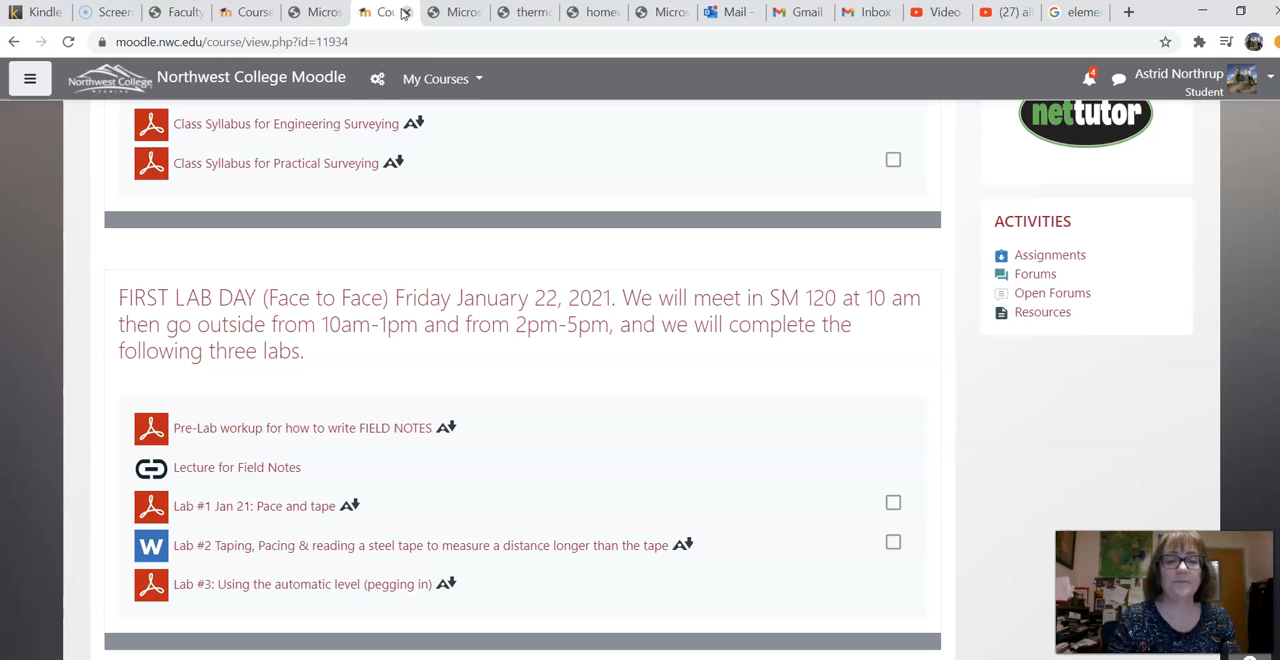 Kindle
Screen
Faculty
Course
Micros
Cou
Micros
thermo
homew
Micros
Mail -
Gmail
Inbox
Video
(27) al
eleme
moodle.nwc.edu/course/view.php?id=11934
Northwest College
Northwest College Moodle
My Courses
4
Astrid Northrup
Student
Class Syllabus for Engineering Surveying
Class Syllabus for Practical Surveying
nettutor
ACTIVITIES
Assignments
Forums
Open Forums
Resources
FIRST LAB DAY (Face to Face) Friday January 22, 2021. We will meet in SM 120 at 10 am
then go outside from 10am-1pm and from 2pm-5pm, and we will complete the
following three labs.
Pre-Lab workup for how to write FIELD NOTES
Lecture for Field Notes
Lab #1 Jan 21: Pace and tape
W Lab #2 Taping, Pacing & reading a steel tape to measure a distance longer than the tape
Lab #3: Using the automatic level (pegging in)